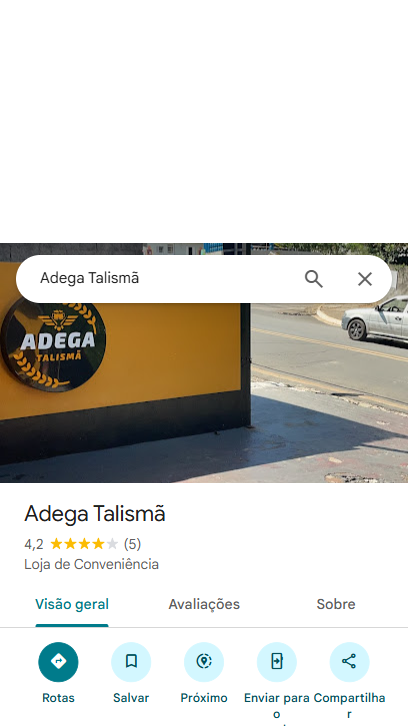 Adega Talismã
ADEGA
TALISMÃ
Adega Talismã
4,2 (5)
Loja de Conveniência
Visão geral Avaliações Sobre
Rotas Salvar Próximo Enviar para o Compartilhar